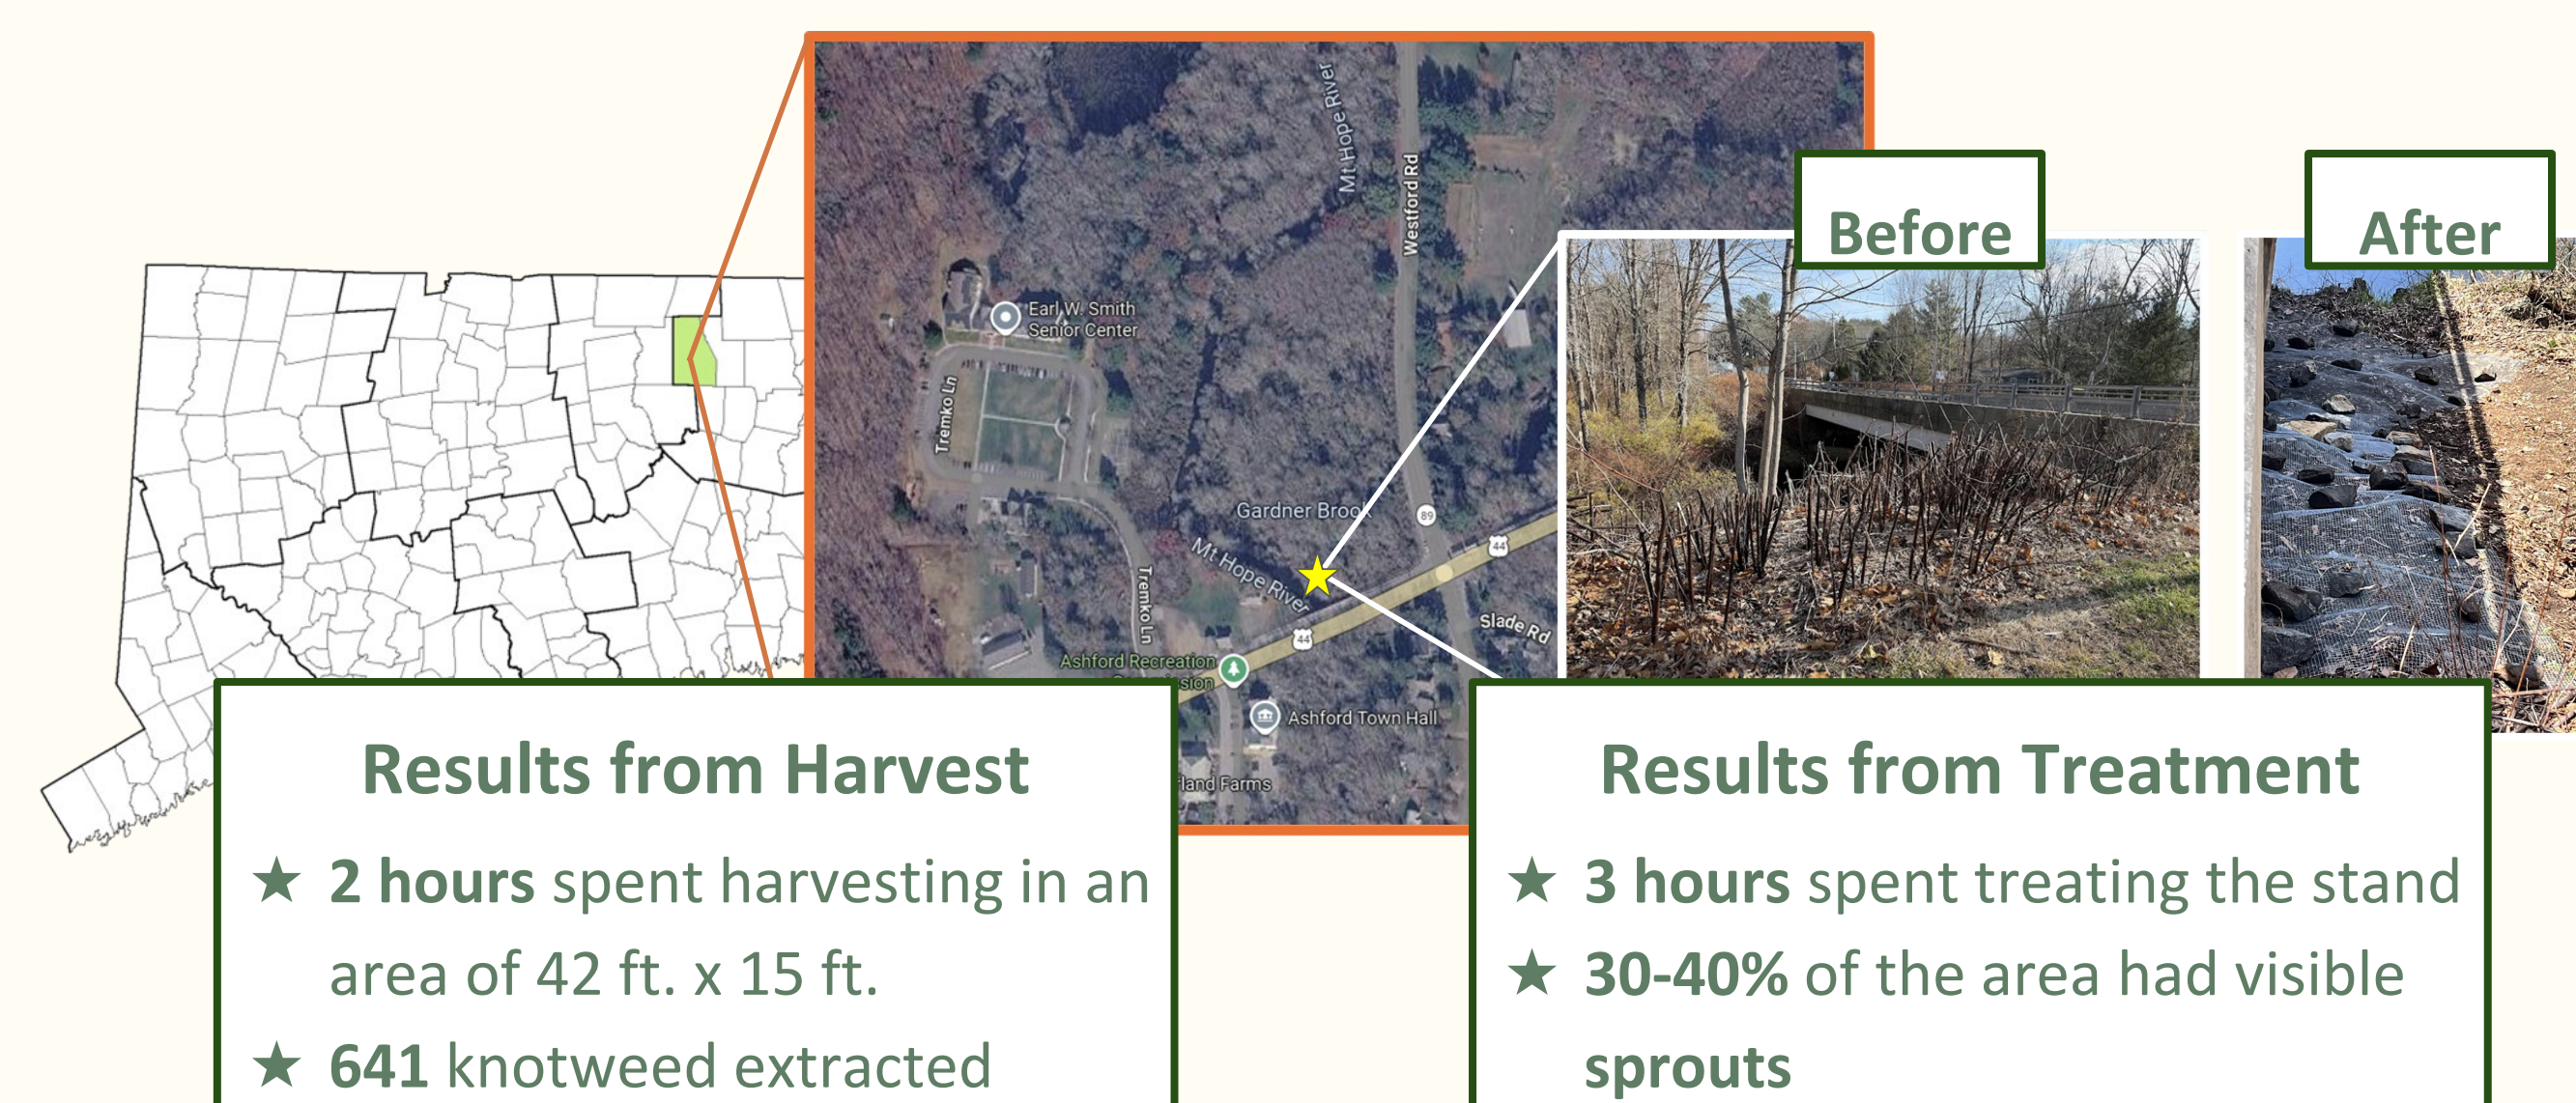 Mt Hope River
Westford Rd
Before
After
Earl W. Smith
Senior Center
Tremko Ln
Gardner Brook
89
44
Mt Hope River
Tremko Ln
44
Slade Rd
Ashford Recreation
Ashford Town Hall
Farms
Results from Harvest
★ 2 hours spent harvesting in an
area of 42 ft. x 15 ft.
★ 641 knotweed extracted
Results from Treatment
★ 3 hours spent treating the stand
★ 30-40% of the area had visible
sprouts